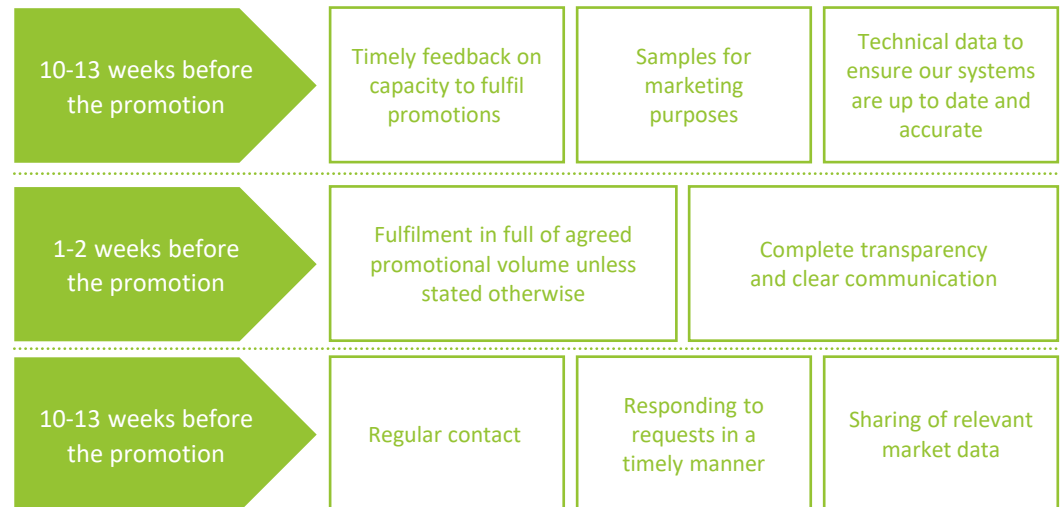 10-13 weeks before
the promotion
Timely feedback on
capacity to fulfil
promotions
Samples for
marketing
purposes
Technical data to
ensure our systems
are up to date and
accurate
1-2 weeks before
the promotion
Fulfilment in full of agreed
promotional volume unless
stated otherwise
Complete transparency
and clear communication
10-13 weeks before
the promotion
Regular contact
Responding to
requests in a
timely manner
Sharing of relevant
market data